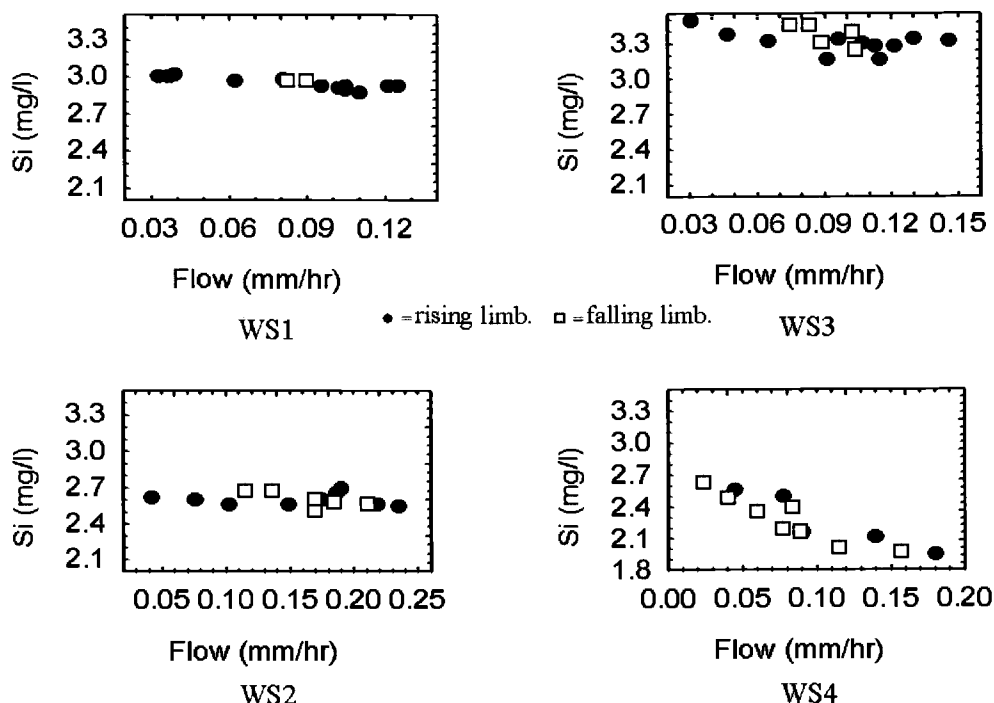 3.3
3.0
2.7
2.4
2.1
Si (mg/l)
0.03 0.06 0.09 0.12
Flow (mm/hr)
WS1
3.3
3.0
2.7
2.4
2.1
Si (mg/l)
0.03 0.06 0.09 0.12 0.15
Flow (mm/hr)
WS3
● =rising limb. □ =falling limb.
3.3
3.0
2.7
2.4
2.1
Si (mg/l)
0.05 0.10 0.15 0.20 0.25
Flow (mm/hr)
WS2
3.3
3.0
2.7
2.4
2.1
1.8
Si (mg/l)
0.00 0.05 0.10 0.15 0.20
Flow (mm/hr)
WS4